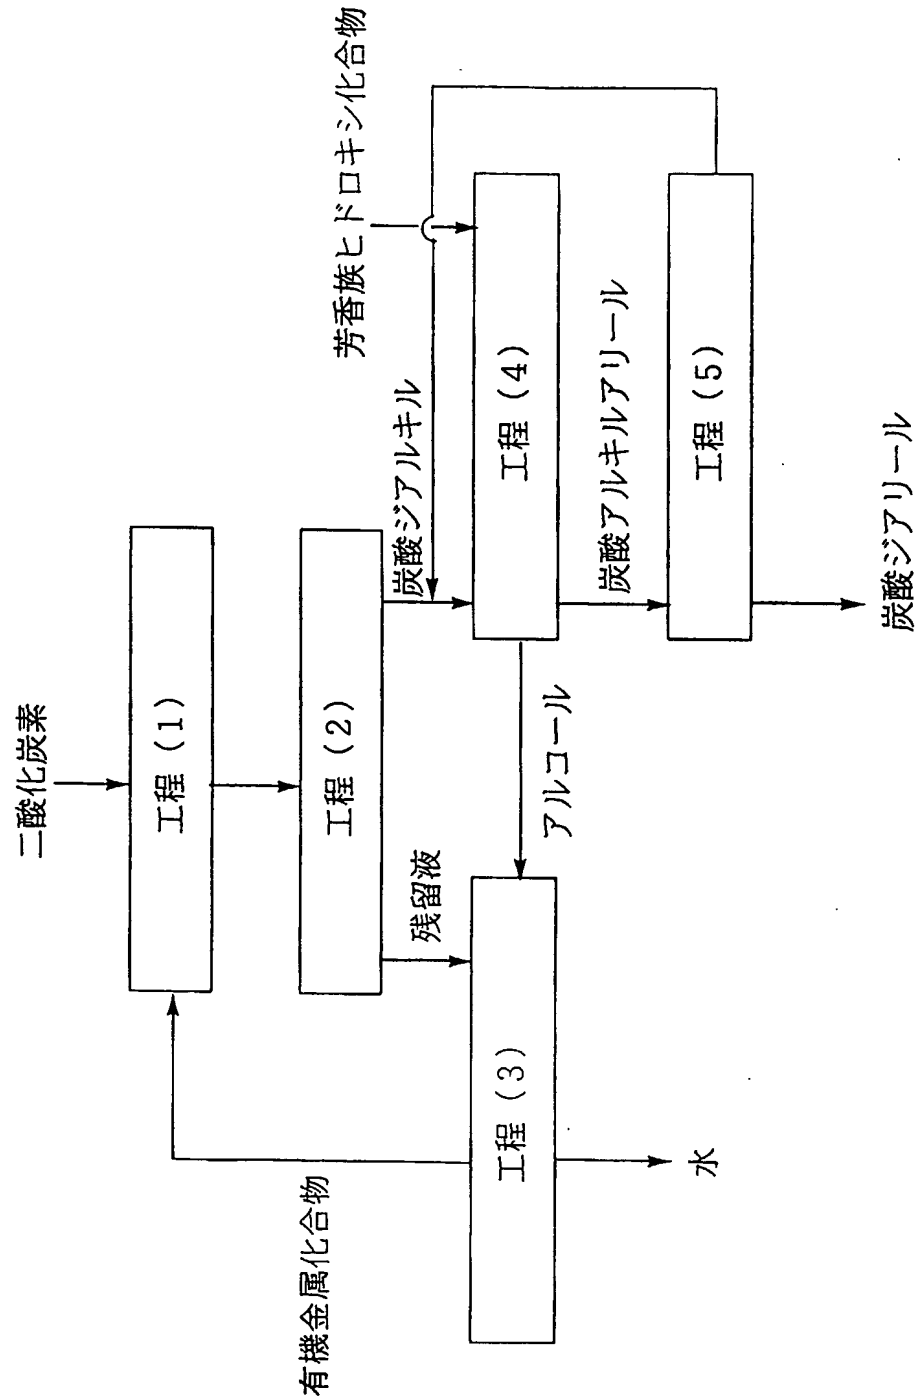 二酸化炭素
工程 (1)
工程 (2)
有機金属化合物
残留液
炭酸ジアルキル
芳香族ヒドロキシ化合物
工程 (3)
アルコール
工程 (4)
水
炭酸アルキルアリール
工程 (5)
炭酸ジアリール